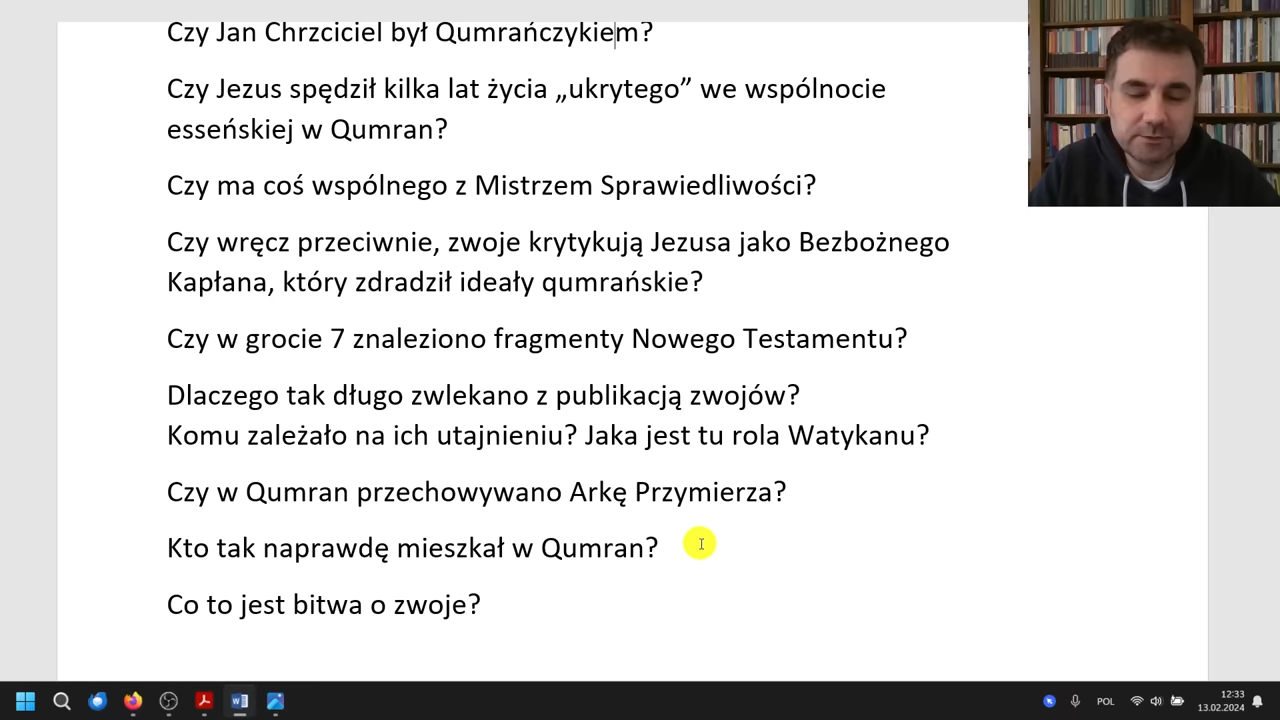 Czy Jan Chrzciciel był Qumrańczykiem?
Czy Jezus spędził kilka lat życia „ukrytego” we wspólnocie
esseńskiej w Qumran?
Czy ma coś wspólnego z Mistrzem Sprawiedliwości?
Czy wręcz przeciwnie, zwoje krytykują Jezusa jako Bezbożnego
Kapłana, który zdradził ideały qumrańskie?
Czy w grocie 7 znaleziono fragmenty Nowego Testamentu?
Dlaczego tak długo zwlekano z publikacją zwojów?
Komu zależało na ich utajnieniu? Jaka jest tu rola Watykanu?
Czy w Qumran przechowywano Arkę Przymierza?
Kto tak naprawdę mieszkał w Qumran?
Co to jest bitwa o zwoje?
POL
12:33
13.02.2024